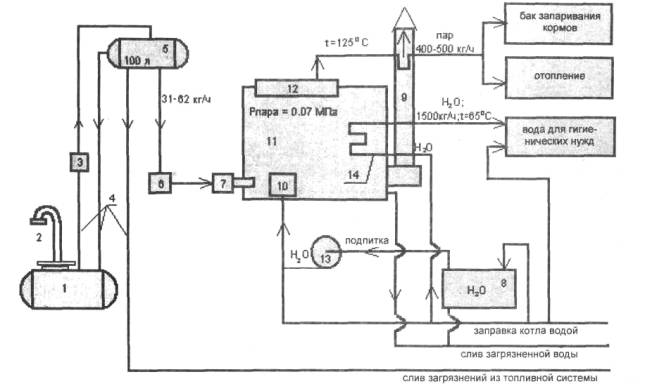 бак запаривания
кормов
t=125°C
пар
400-500 кг/ч
отопление
H₂O;
1500кг/ч;t=65°C
вода для гигие-
нических нужд
H₂O
5
100 л
31-62 кг/ч
12
Рпара = 0.07 МПа
11
9
3
4
6
7
10
14
2
1
H₂O
13
подпитка
8
H₂O
заправка котла водой
слив загрязненной воды
слив загрязнений из топливной системы